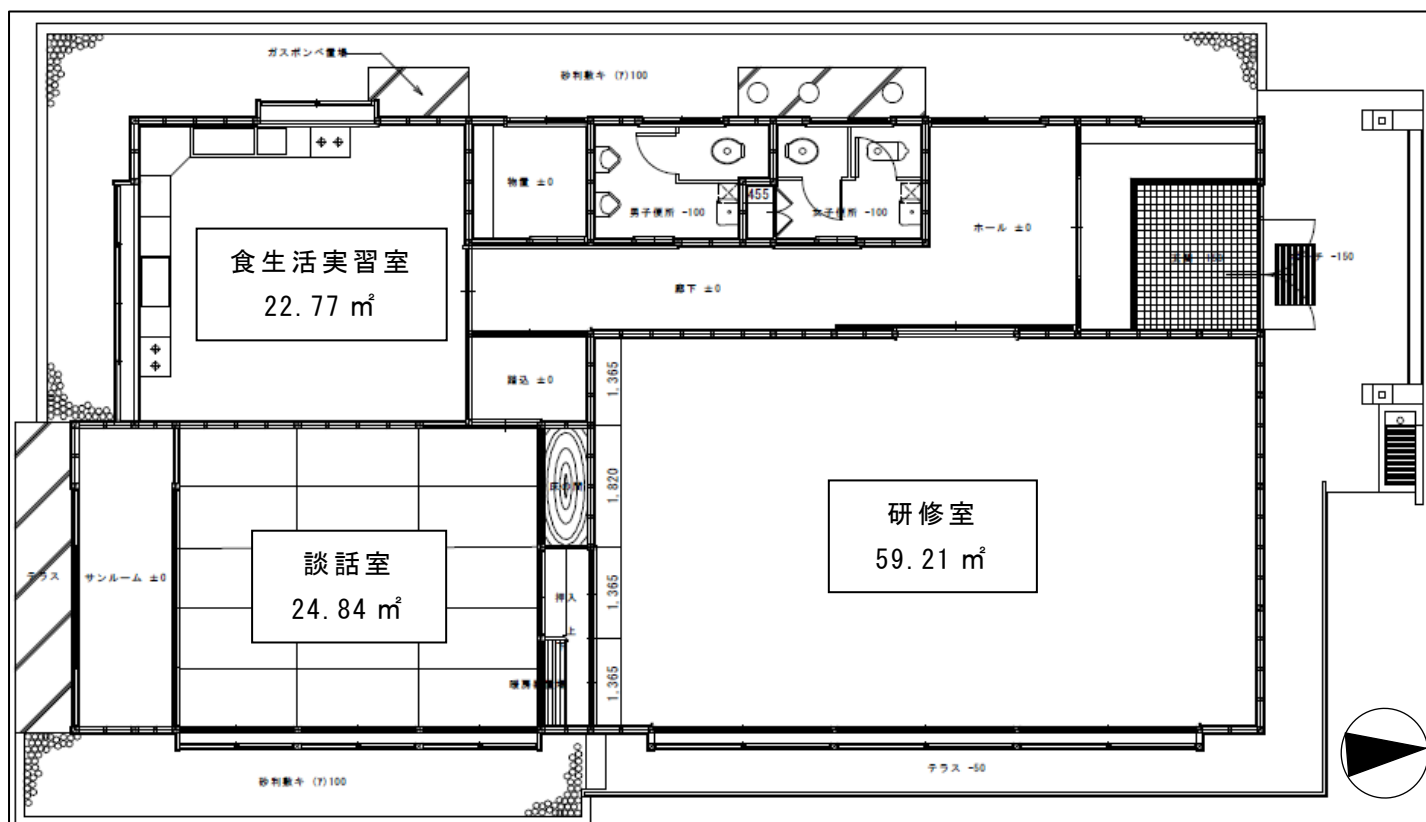 ガスボンベ置場
砂利敷キ (ｱ)100
物置 ±0
男子便所 -100
455
女子便所 -100
ホール ±0
玄関 -150
ポーチ -150
食生活実習室
22.77 ㎡
廊下 ±0
踏込 ±0
1,365
1,820
1,365
1,365
床の間
研修室
59.21 ㎡
テラス
サンルーム ±0
談話室
24.84 ㎡
押入
上
砂利敷キ (ｱ)100
テラス -50